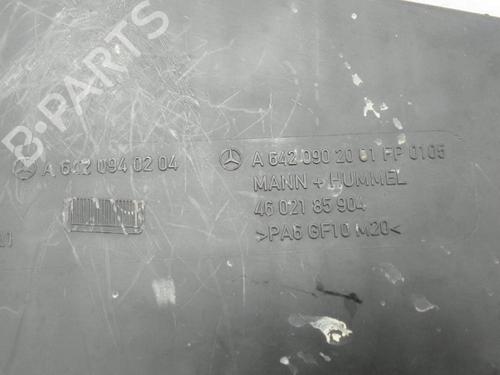 B-PARTS
A 642 094 02 04
A 642 090 20 01 FP 0105
MANN + HUMMEL
46 021 85 904
>PA6 GF10 M20<